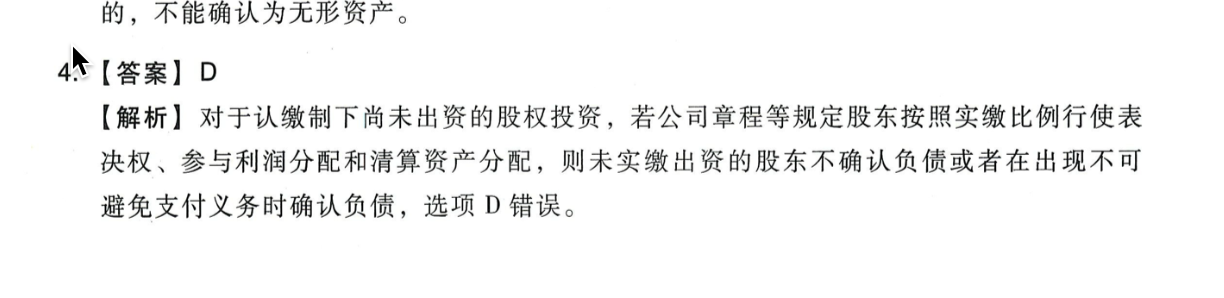 的，不能确认为无形资产。
4. 【答案】D
【解析】对于认缴制下尚未出资的股权投资，若公司章程等规定股东按照实缴比例行使表
决权、参与利润分配和清算资产分配，则未实缴出资的股东不确认负债或者在出现不可
避免支付义务时确认负债，选项 D 错误。